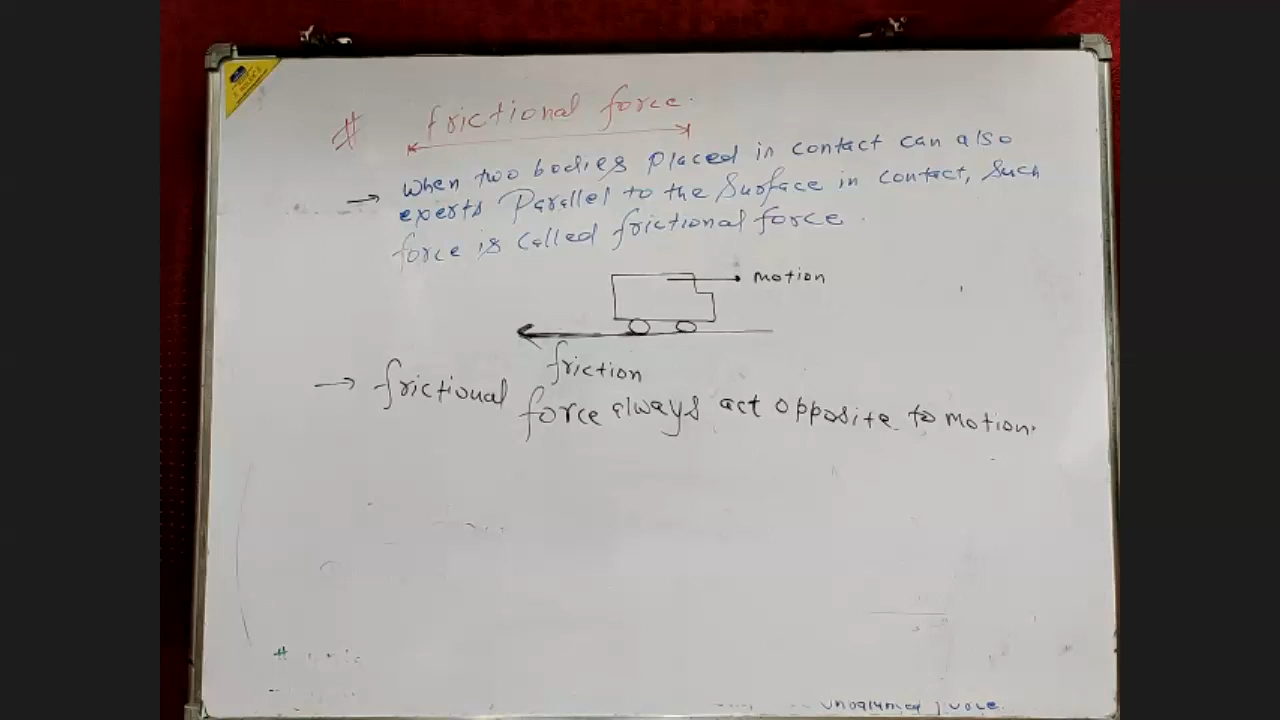 # frictional force.
→ When two bodies placed in contact can also
experts Parallel to the Surface in contact, Such
force is called frictional force.
motion
friction
→ frictional force always act opposite to motion.
#